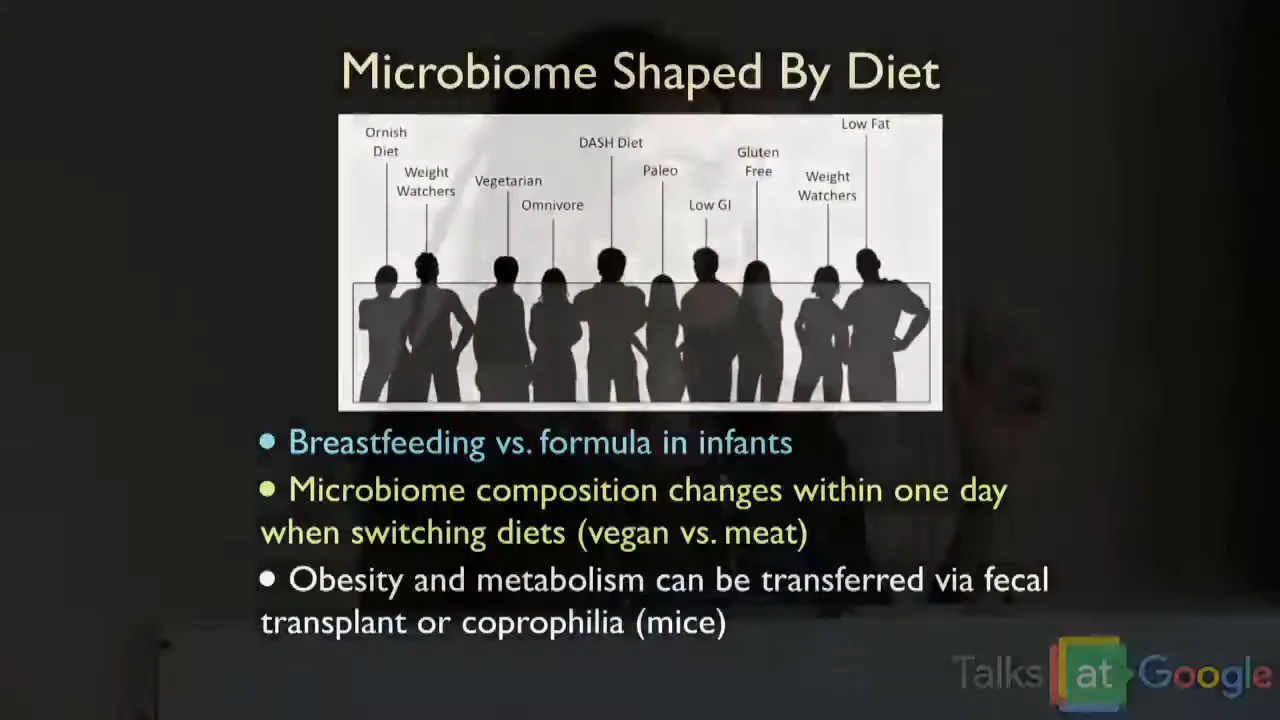 Microbiome Shaped By Diet
Ornish
Diet
Weight
Watchers
Vegetarian
Omnivore
DASH Diet
Paleo
Low GI
Gluten
Free
Weight
Watchers
Low Fat
• Breastfeeding vs. formula in infants
• Microbiome composition changes within one day
when switching diets (vegan vs. meat)
• Obesity and metabolism can be transferred via fecal
transplant or coprophilia (mice)
Talks at Google